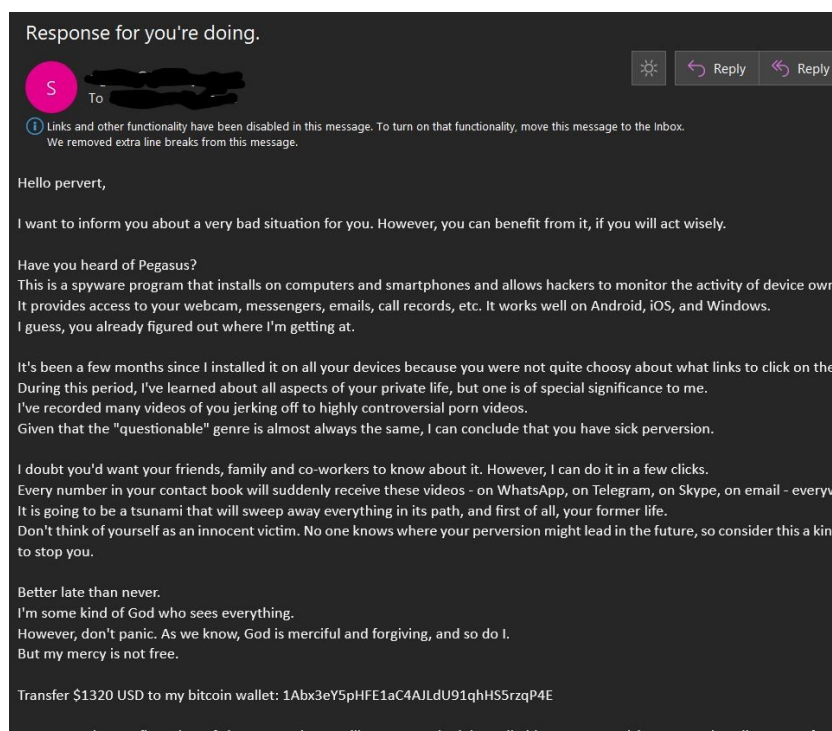 Response for you're doing.
S
To
Reply
Reply
Links and other functionality have been disabled in this message. To turn on that functionality, move this message to the Inbox.
We removed extra line breaks from this message.
Hello pervert,
I want to inform you about a very bad situation for you. However, you can benefit from it, if you will act wisely.
Have you heard of Pegasus?
This is a spyware program that installs on computers and smartphones and allows hackers to monitor the activity of device
It provides access to your webcam, messengers, emails, call records, etc. It works well on Android, iOS, and Windows.
I guess, you already figured out where I'm getting at.
It's been a few months since I installed it on all your devices because you were not quite choosy about what links to click on
During this period, I've learned about all aspects of your private life, but one is of special significance to me.
I've recorded many videos of you jerking off to highly controversial porn videos.
Given that the "questionable" genre is almost always the same, I can conclude that you have sick perversion.
I doubt you'd want your friends, family and co-workers to know about it. However, I can do it in a few clicks.
Every number in your contact book will suddenly receive these videos - on WhatsApp, on Telegram, on Skype, on email -
It is going to be a tsunami that will sweep away everything in its path, and first of all, your former life.
Don't think of yourself as an innocent victim. No one knows where your perversion might lead in the future, so consider this a
to stop you.
Better late than never.
I'm some kind of God who sees everything.
However, don't panic. As we know, God is merciful and forgiving, and so do I.
But my mercy is not free.
Transfer $1320 USD to my bitcoin wallet: 1Abx3eY5pHFE1aC4AJLdU91qhHS5rzqP4E